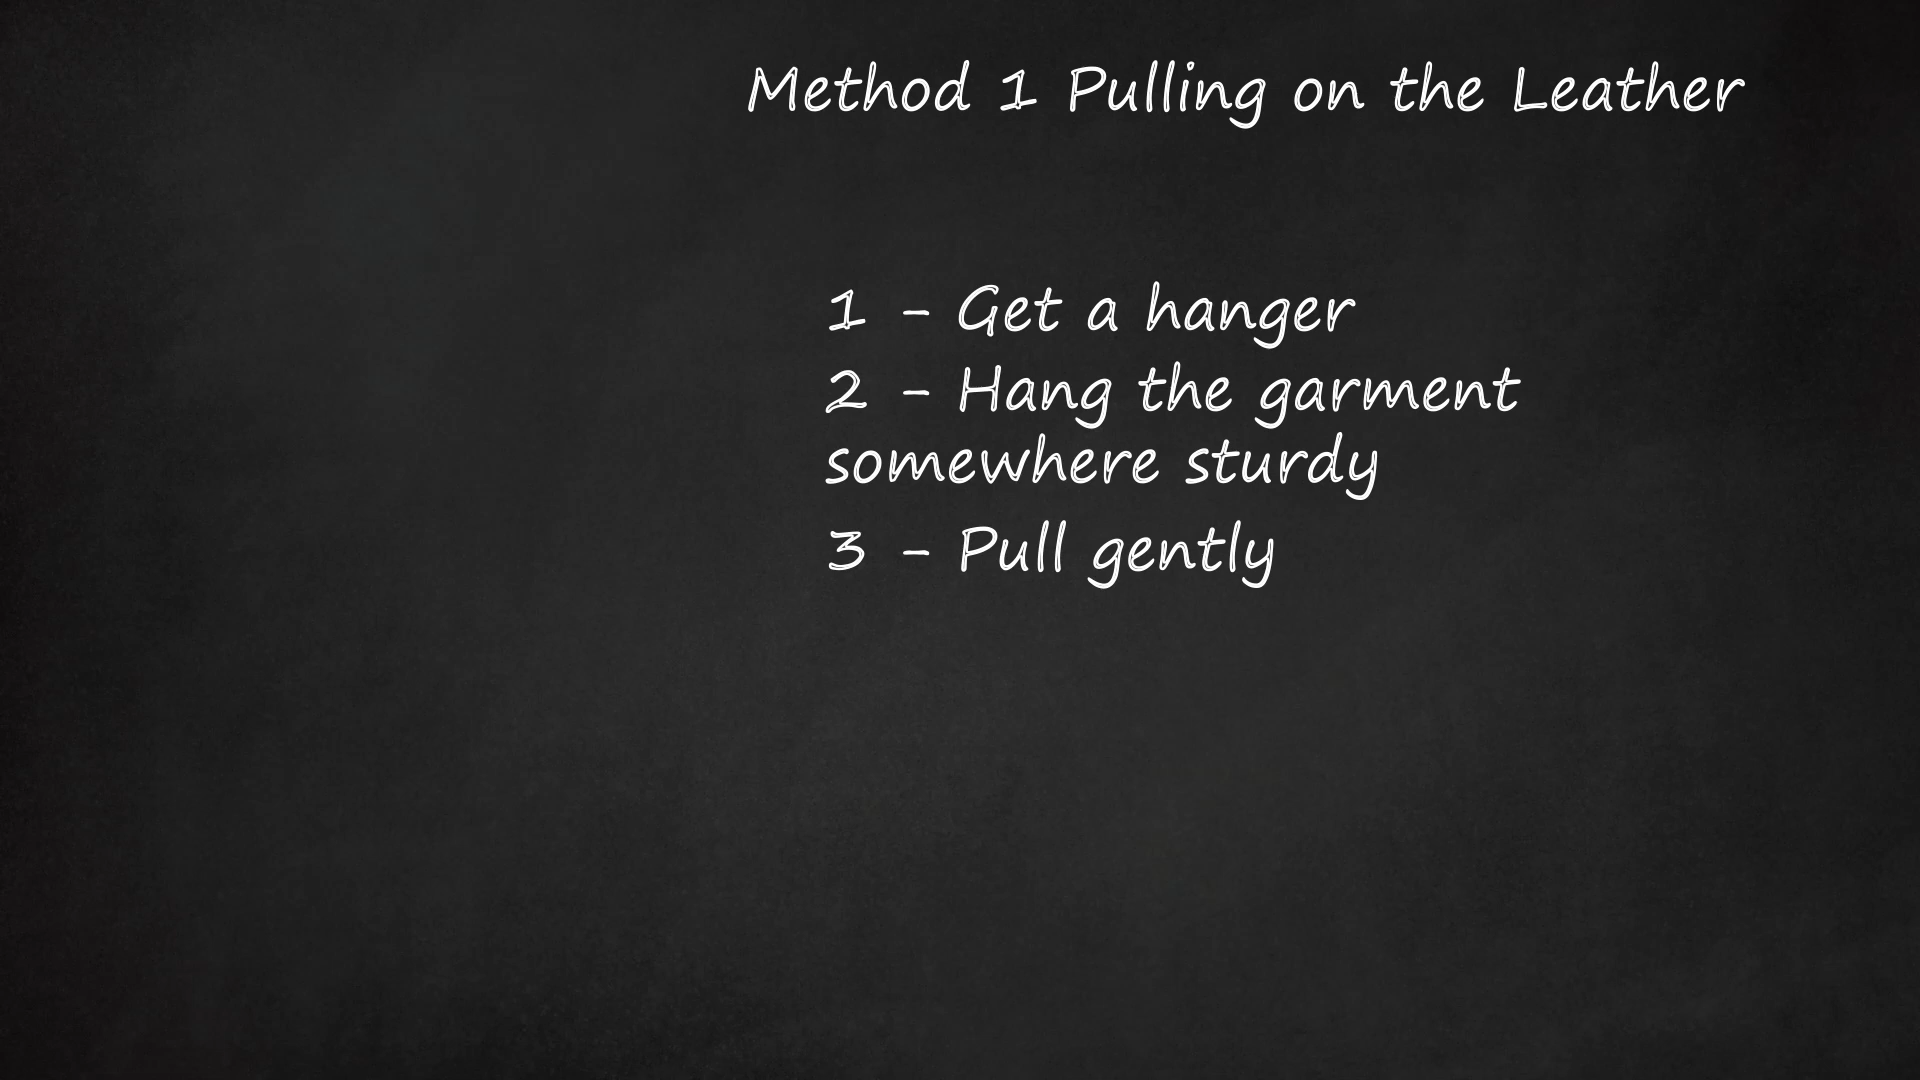 Method 1 Pulling on the Leather
1 - Get a hanger
2 - Hang the garment
somewhere sturdy
3 - Pull gently